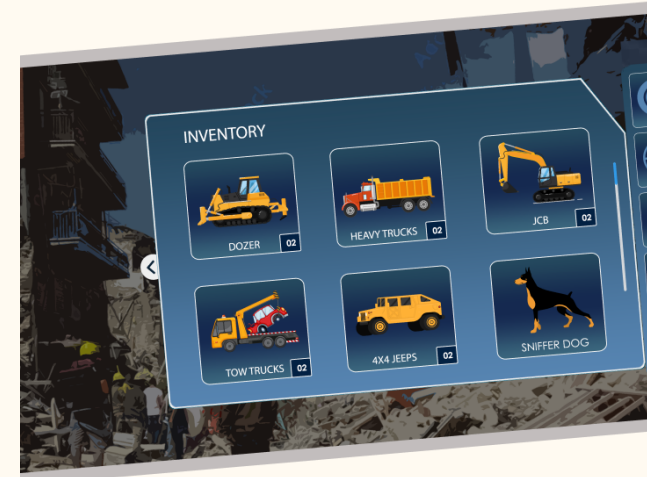 INVENTORY
DOZER
02
HEAVY TRUCKS
02
JCB
02
TOW TRUCKS
02
4X4 JEEPS
02
SNIFFER DOG